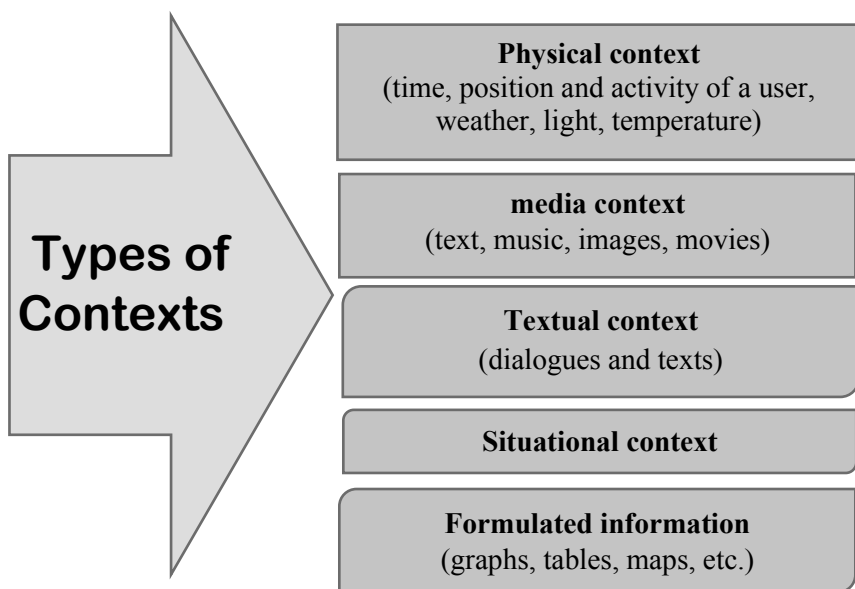 Types of
Contexts
Physical context
(time, position and activity of a user,
weather, light, temperature)
media context
(text, music, images, movies)
Textual context
(dialogues and texts)
Situational context
Formulated information
(graphs, tables, maps, etc.)